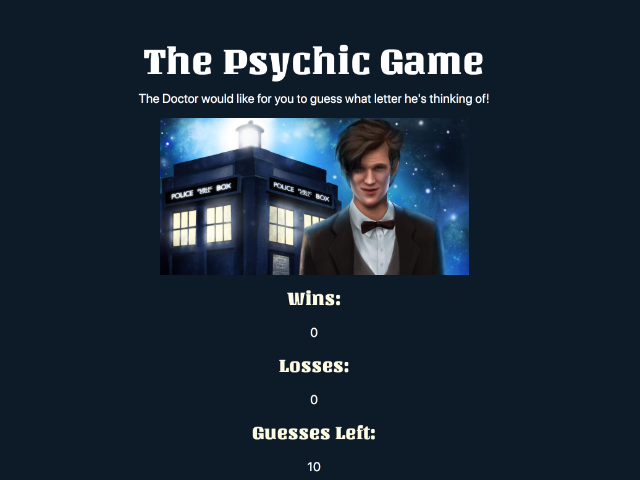 The Psychic Game
The Doctor would like for you to guess what letter he's thinking of!
POLICE BOX
POLICE BOX
Wins:
0
Losses:
0
Guesses Left:
10